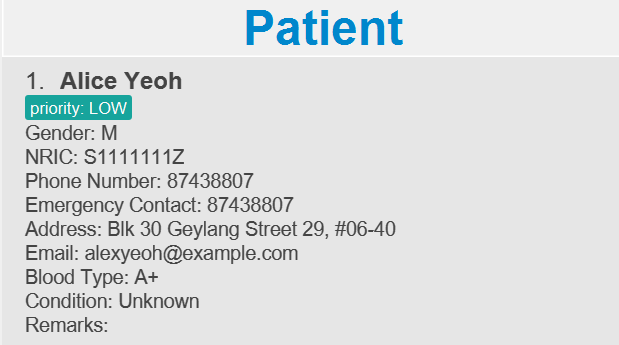 Patient
1. Alice Yeoh
priority: LOW
Gender: M
NRIC: S1111111Z
Phone Number: 87438807
Emergency Contact: 87438807
Address: Blk 30 Geylang Street 29, #06-40
Email: alexyeoh@example.com
Blood Type: A+
Condition: Unknown
Remarks: